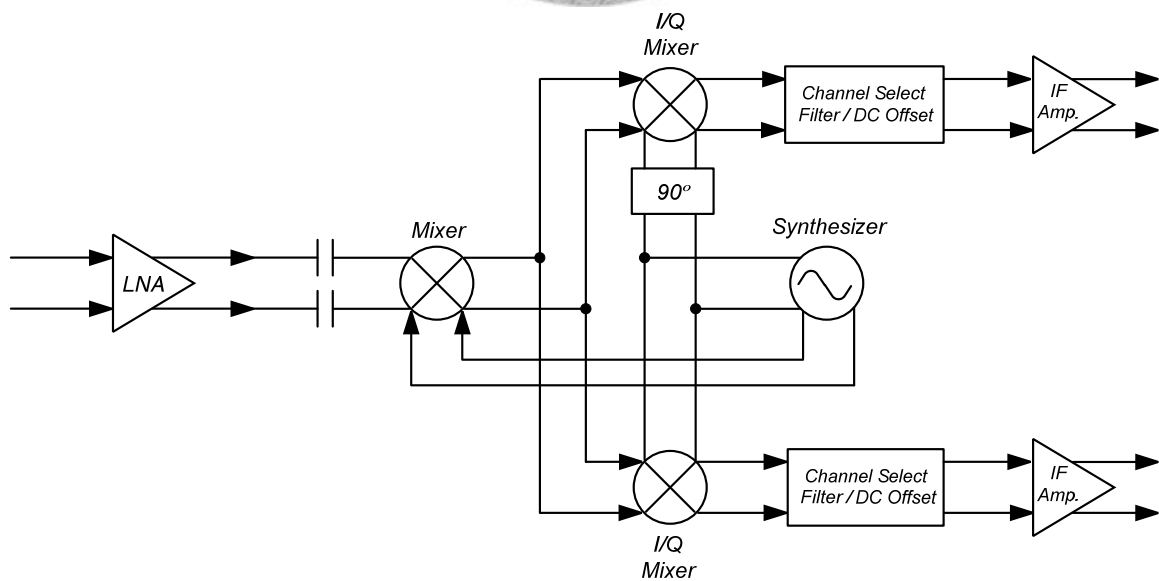 I/Q
Mixer
Channel Select
Filter / DC Offset
IF
Amp.
90°
Synthesizer
Mixer
LNA
Channel Select
Filter / DC Offset
IF
Amp.
I/Q
Mixer